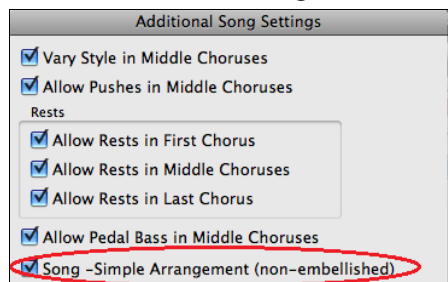 Additional Song Settings
Vary Style in Middle Choruses
Allow Pushes in Middle Choruses
Rests
Allow Rests in First Chorus
Allow Rests in Middle Choruses
Allow Rests in Last Chorus
Allow Pedal Bass in Middle Choruses
Song -Simple Arrangement (non-embellished)